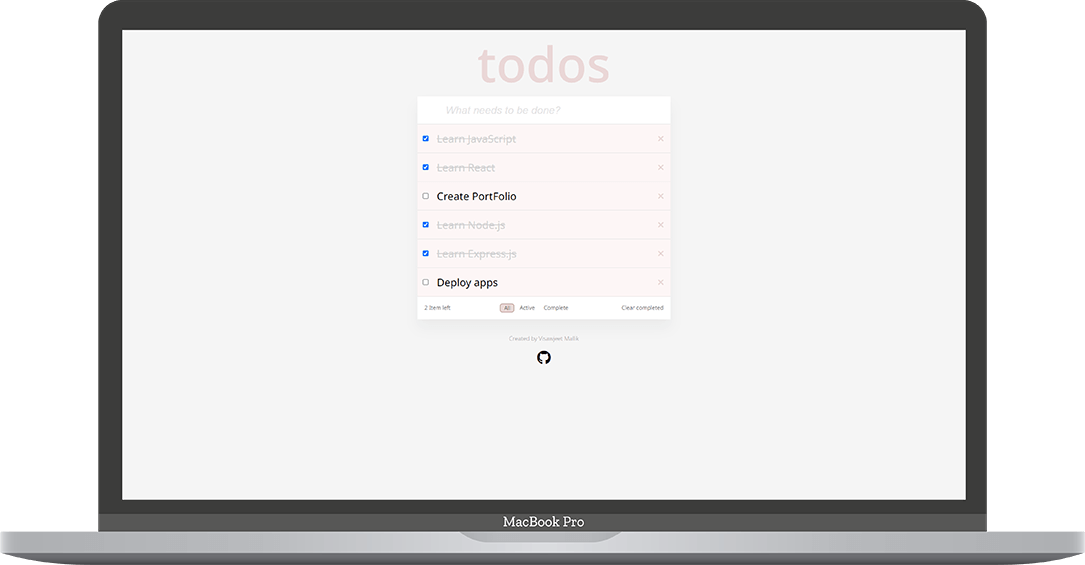 todos
What needs to be done?
Learn JavaScript
Learn React
Create PortFolio
Learn Node.js
Learn Express.js
Deploy apps
2 Item left All Active Complete Clear completed
Created by Viswajeet Mallik
MacBook Pro